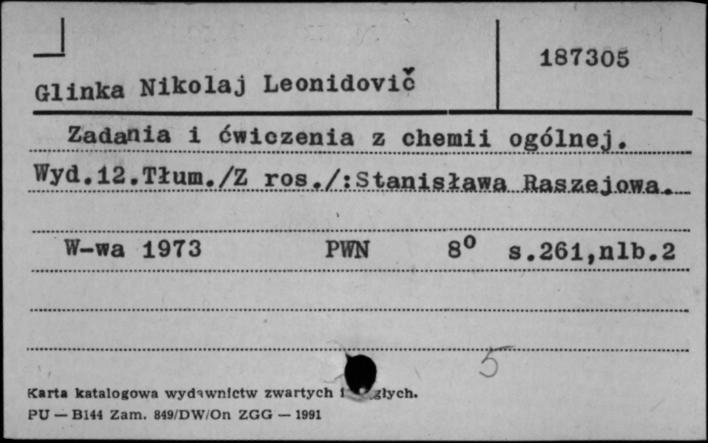 187305
Glinka Nikolaj Leonidovič
Zadania i ćwiczenia z chemii ogólnej.
Wyd.12.Tłum./Z ros./:Stanisława Raszejowa.
W-wa 1973 PWN 8º s.261,nlb.2
5
Karta katalogowa wydawnictw zwartych i
PU — B144 Zam. 849/DW/On ZGG — 1991